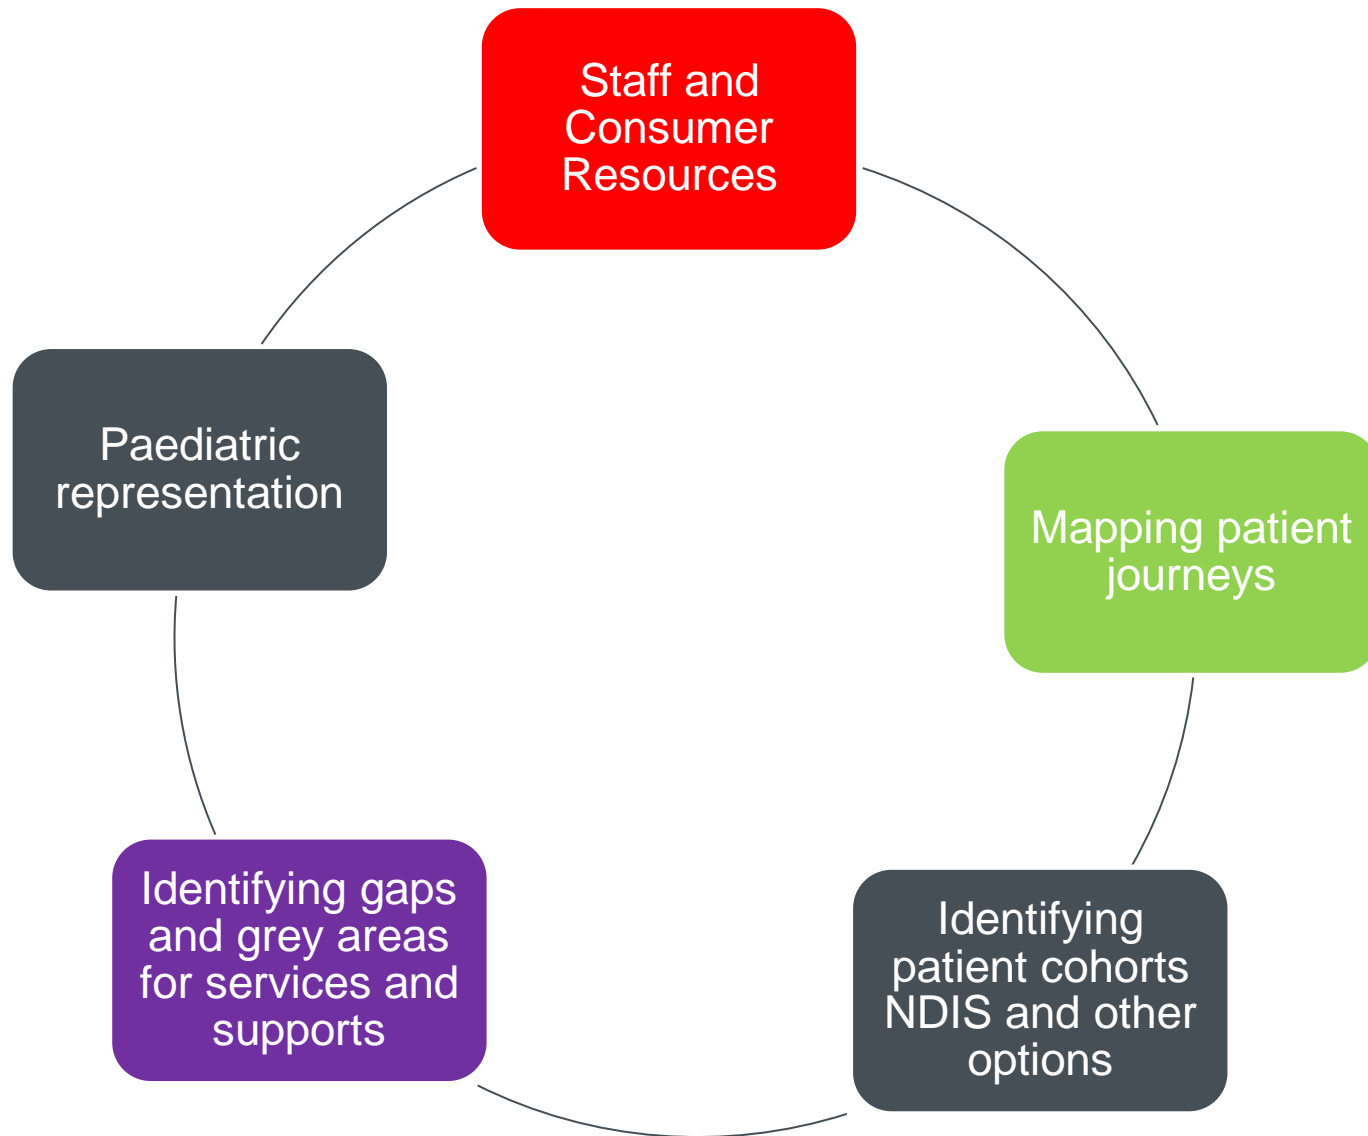 Staff and
Consumer
Resources
Mapping patient
journeys
Identifying
patient cohorts
NDIS and other
options
Identifying gaps
and grey areas
for services and
supports
Paediatric
representation